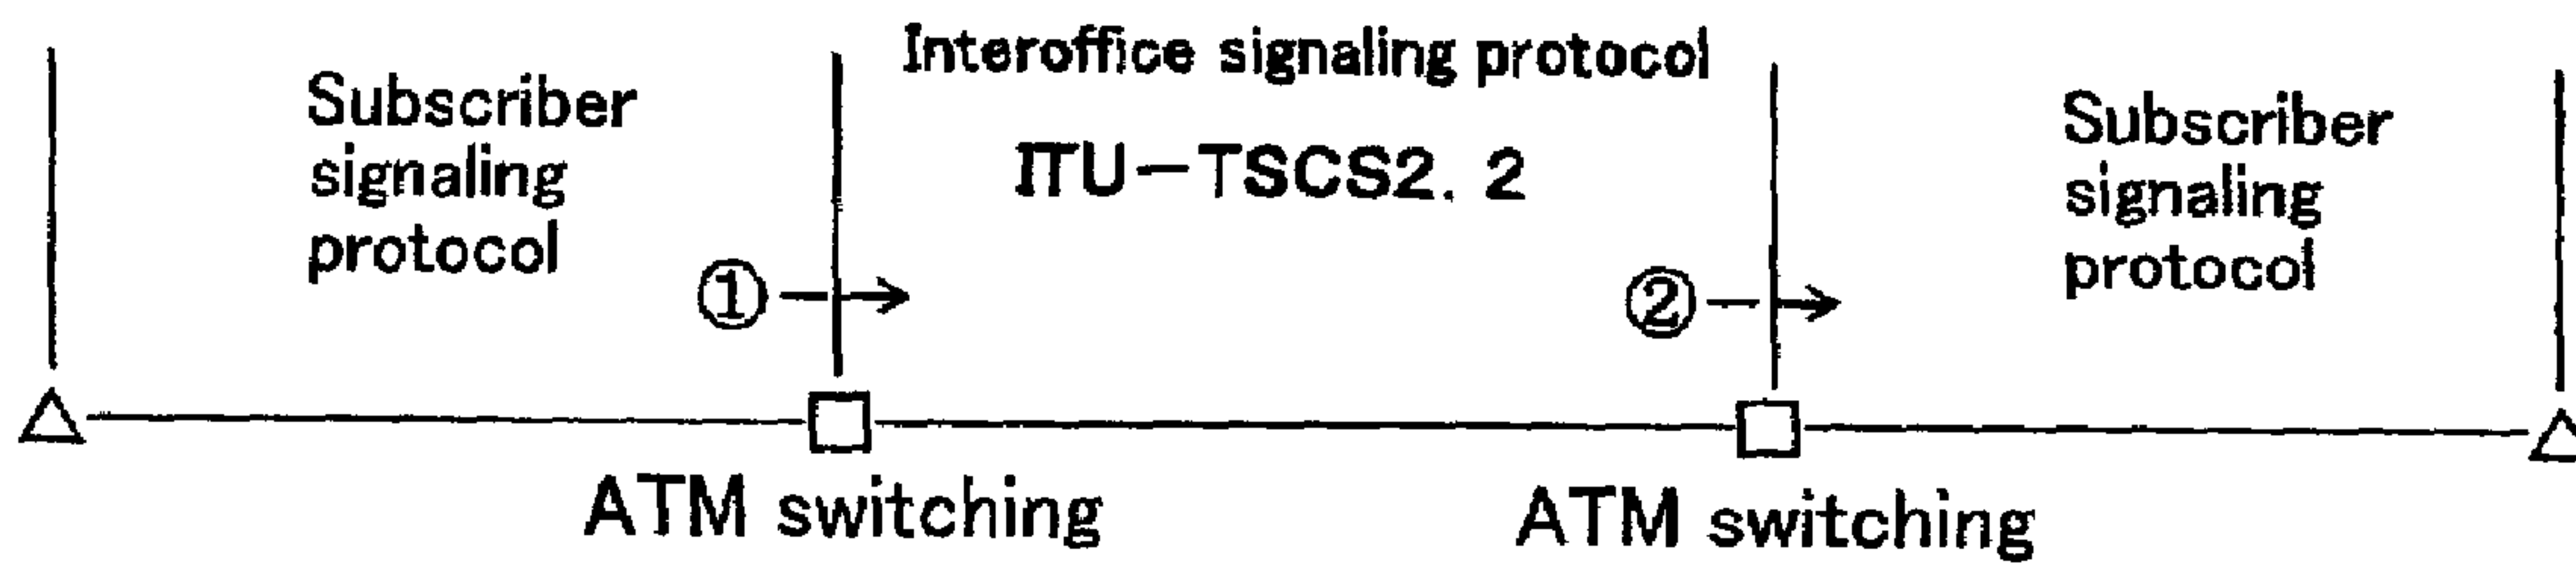 Subscriber
signaling
protocol
①
Interoffice signaling protocol
ITU-TSCS2. 2
②
Subscriber
signaling
protocol
ATM switching
ATM switching